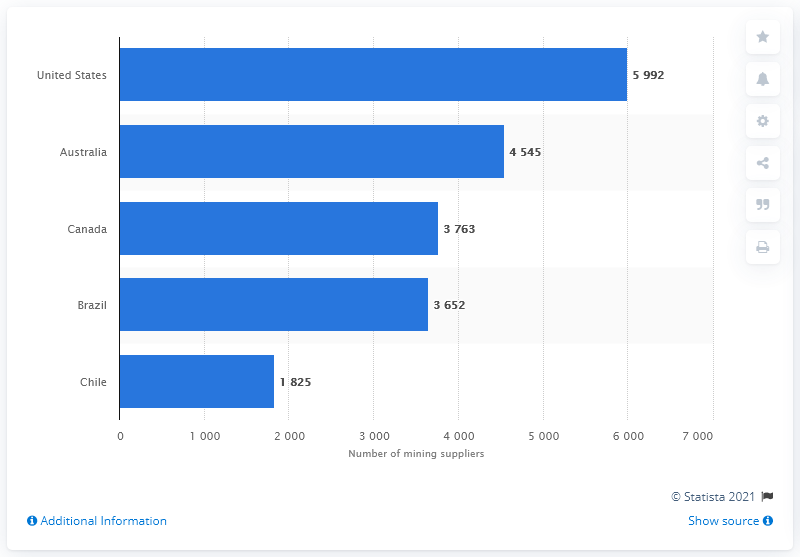 United States 5 992
Australia 4 545
Canada 3 763
Brazil 3 652
Chile 1 825
0 1 000 2 000 3 000 4 000 5 000 6 000 7 000
Number of mining suppliers
© Statista 2021
Additional Information Show source